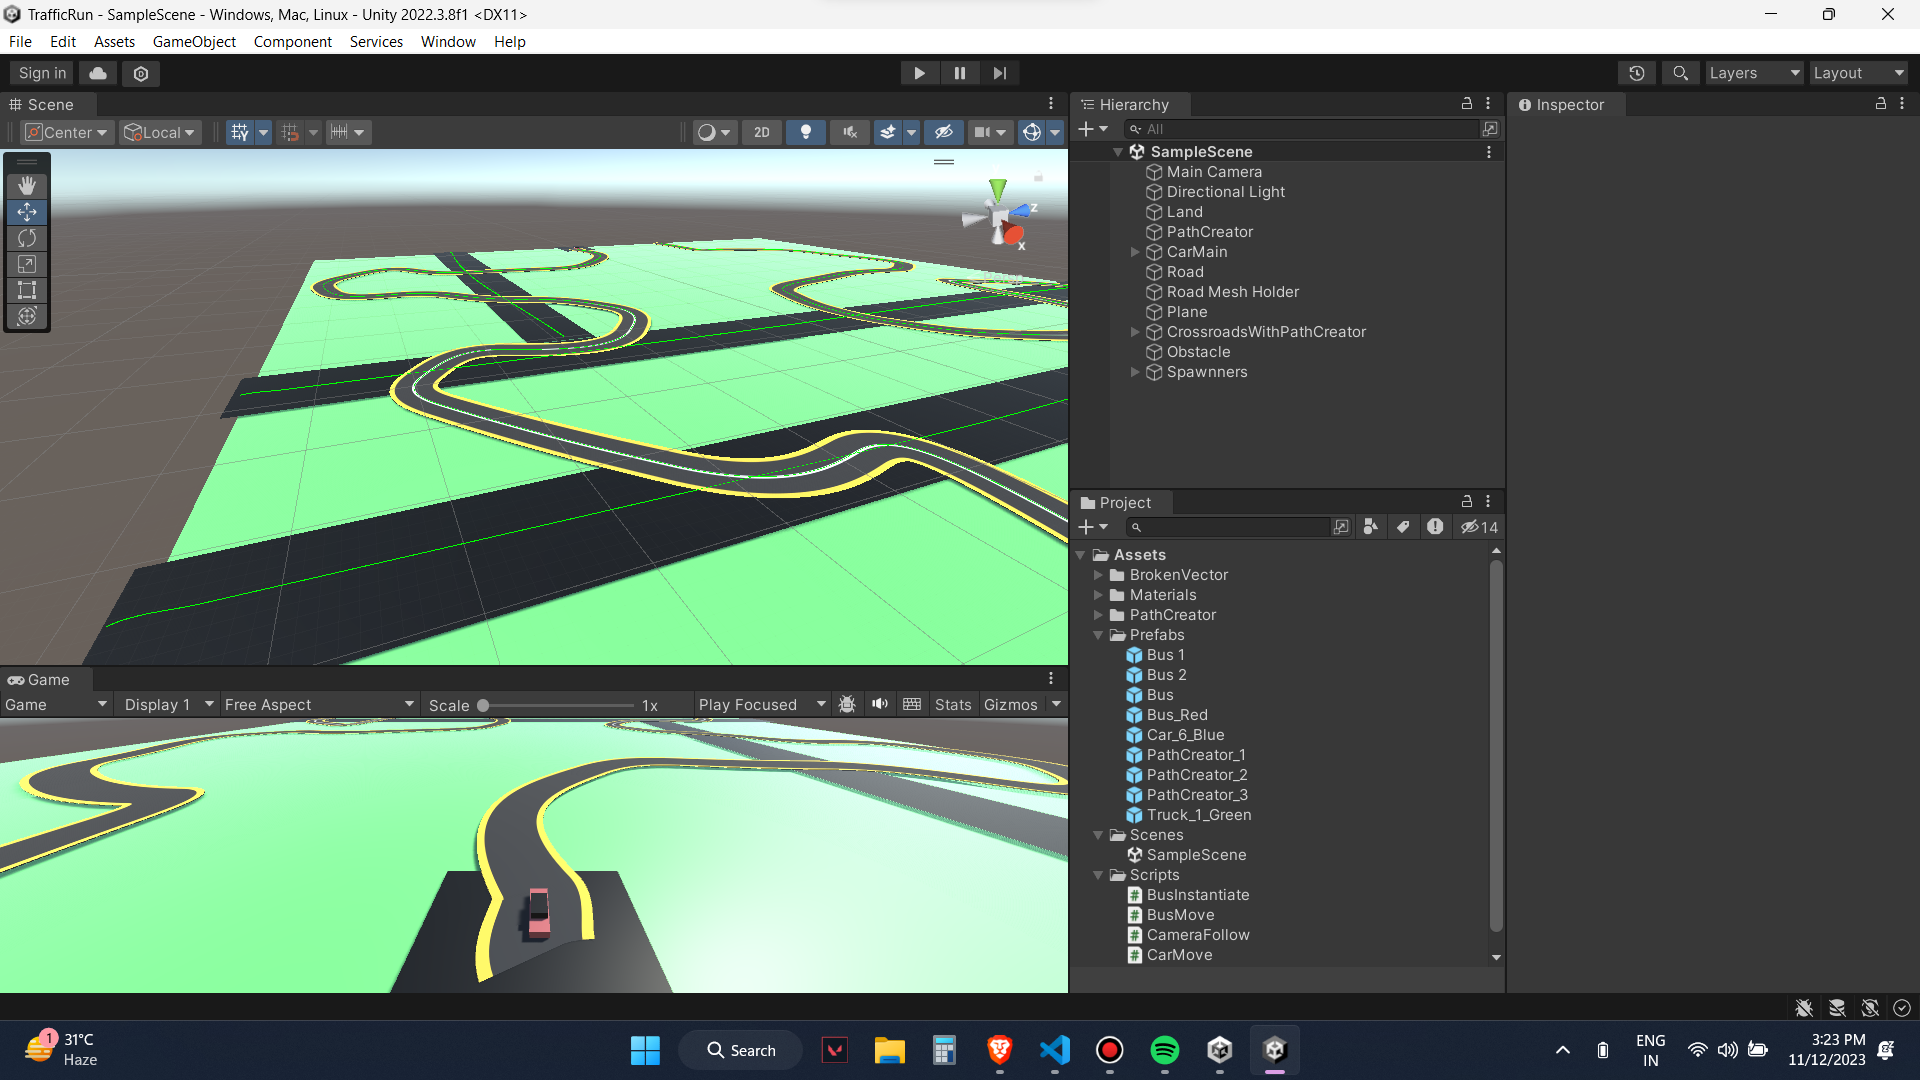 TrafficRun - SampleScene - Windows, Mac, Linux - Unity 2022.3.8f1 <DX11>
File Edit Assets GameObject Component Services Window Help
Sign in
Layers
Layout
Scene
Center
Local
2D
z
x
Game
Game
Display 1
Free Aspect
Scale
1x
Play Focused
Stats
Gizmos
Hierarchy
All
SampleScene
Main Camera
Directional Light
Land
PathCreator
CarMain
Road
Road Mesh Holder
Plane
CrossroadsWithPathCreator
Obstacle
Spawnners
Project
14
Assets
BrokenVector
Materials
PathCreator
Prefabs
Bus 1
Bus 2
Bus
Bus_Red
Car_6_Blue
PathCreator_1
PathCreator_2
PathCreator_3
Truck_1_Green
Scenes
SampleScene
Scripts
BusInstantiate
BusMove
CameraFollow
CarMove
Inspector
1
31°C
Haze
Search
ENG
IN
3:23 PM
11/12/2023